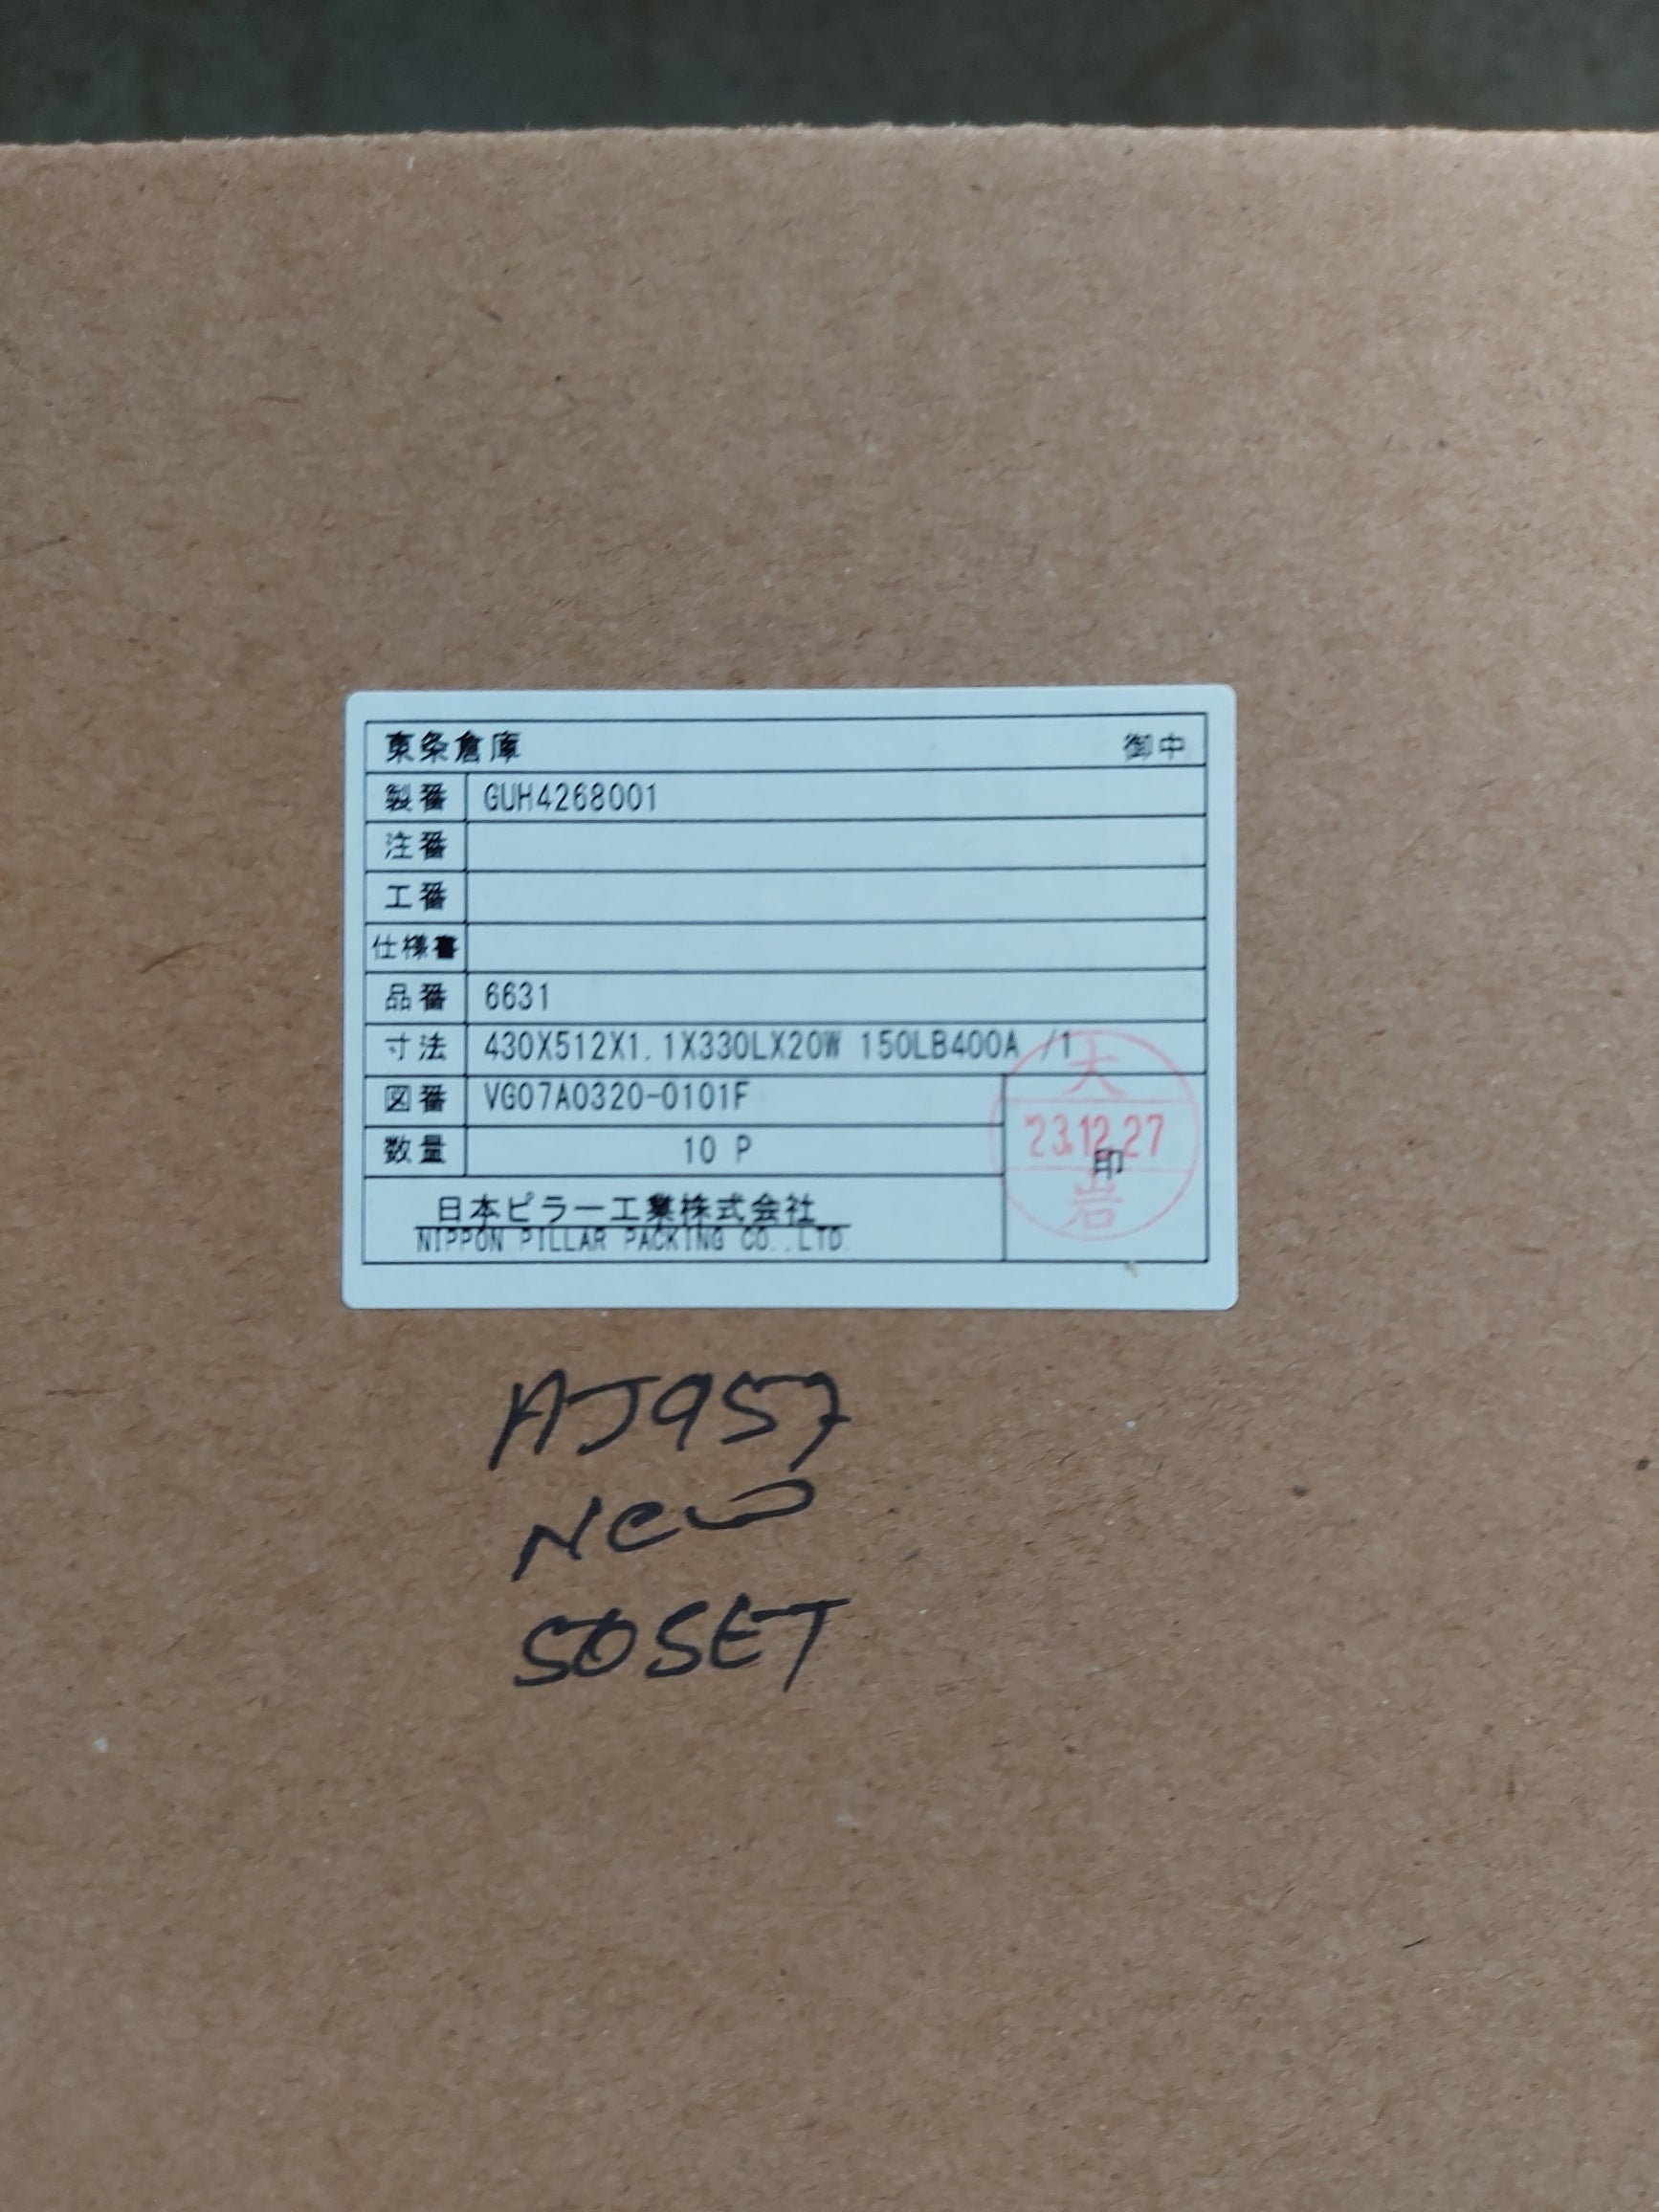 東条倉庫 御中
製番 GUH4268001
注番
工番
仕様書
品番 6631
寸法 430X512X1.1X330LX20W 150LB400A /1
図番 VG07A0320-0101F
数量 10 P
大
'23.12.27
印
岩
日本ピラー工業株式会社
NIPPON PILLAR PACKING CO.,LTD.
AJ957
New
50SET